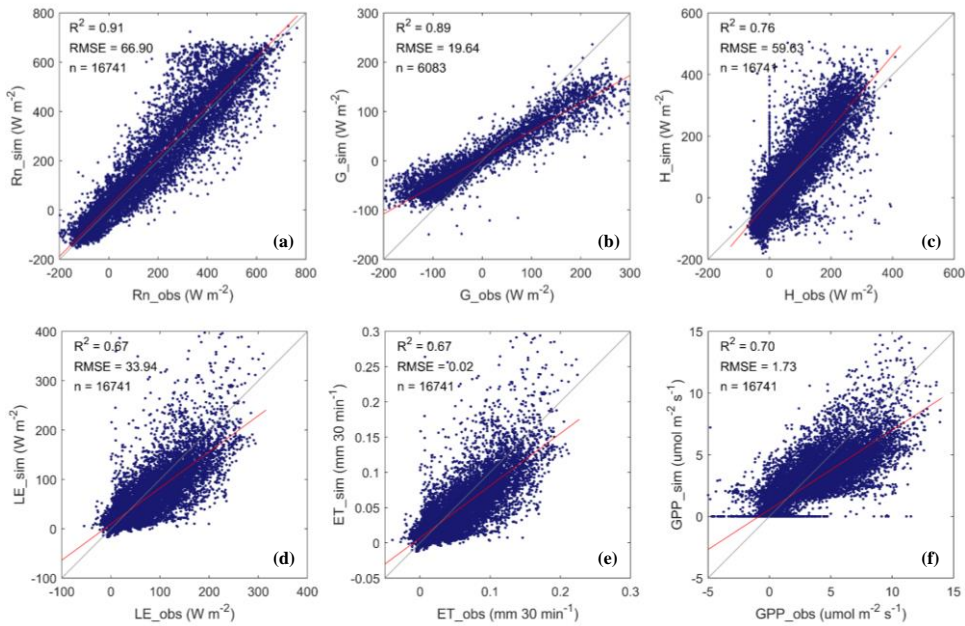 R² = 0.91
RMSE = 66.90
n = 16741
800
600
400
200
0
-200
-200 0 200 400 600 800
Rn_sim (W m⁻²)
Rn_obs (W m⁻²)
(a)
R² = 0.89
RMSE = 19.64
n = 6083
300
200
100
0
-100
-200
-200 -100 0 100 200 300
G_sim (W m⁻²)
G_obs (W m⁻²)
(b)
R² = 0.76
RMSE = 59.63
n = 16741
600
400
200
0
-200
-200 0 200 400 600
H_sim (W m⁻²)
H_obs (W m⁻²)
(c)
R² = 0.67
RMSE = 33.94
n = 16741
400
300
200
100
0
-100
-100 0 100 200 300 400
LE_sim (W m⁻²)
LE_obs (W m⁻²)
(d)
R² = 0.67
RMSE = 0.02
n = 16741
0.3
0.25
0.2
0.15
0.1
0.05
0
-0.05
0 0.1 0.2 0.3
ET_sim (mm 30 min⁻¹)
ET_obs (mm 30 min⁻¹)
(e)
R² = 0.70
RMSE = 1.73
n = 16741
15
10
5
0
-5
-5 0 5 10 15
GPP_sim (umol m⁻² s⁻¹)
GPP_obs (umol m⁻² s⁻¹)
(f)